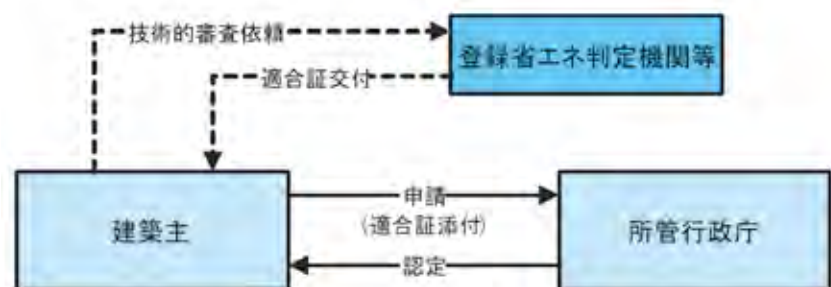 技術的審査依頼
登録省エネ判定機関等
適合証交付
建築主
申請
(適合証添付)
認定
所管行政庁